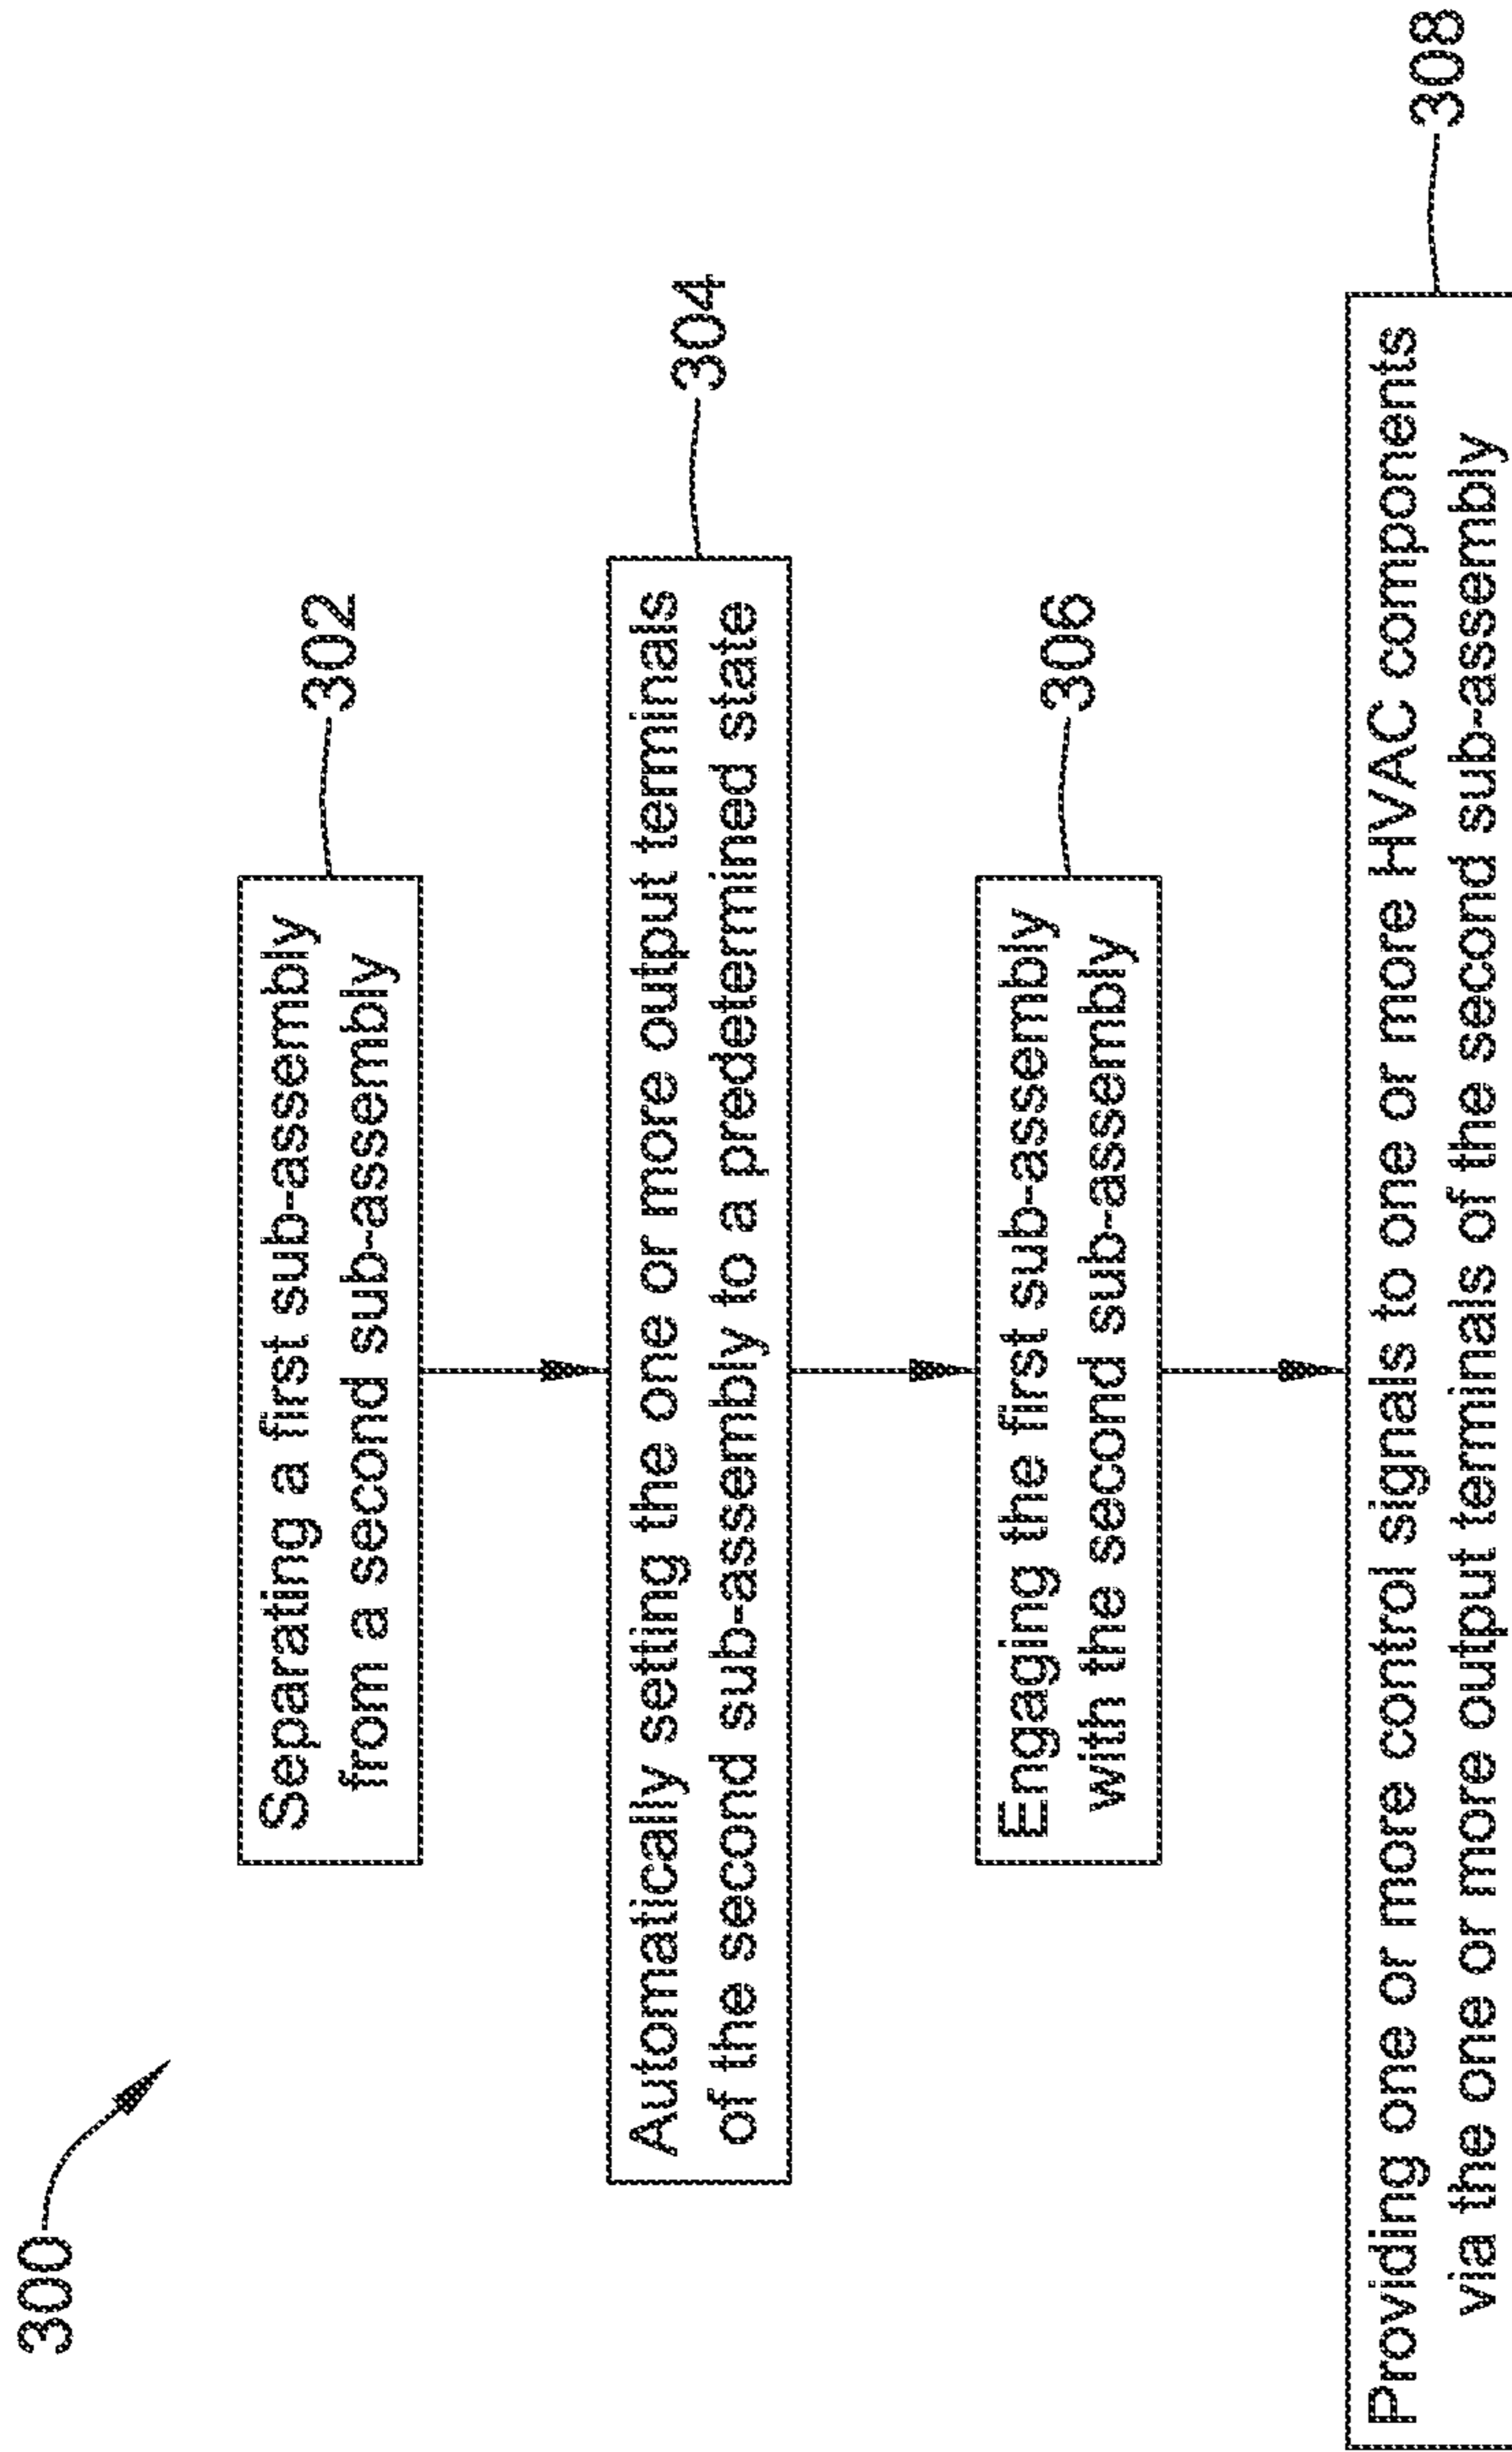 300
Separating a first sub-assembly
from a second sub-assembly
302
Automatically setting the one or more output terminals
of the second sub-assembly to a predetermined state
304
Engaging the first sub-assembly
with the second sub-assembly
306
Providing one or more control signals to one or more HVAC components
via the one or more output terminals of the second sub-assembly
308